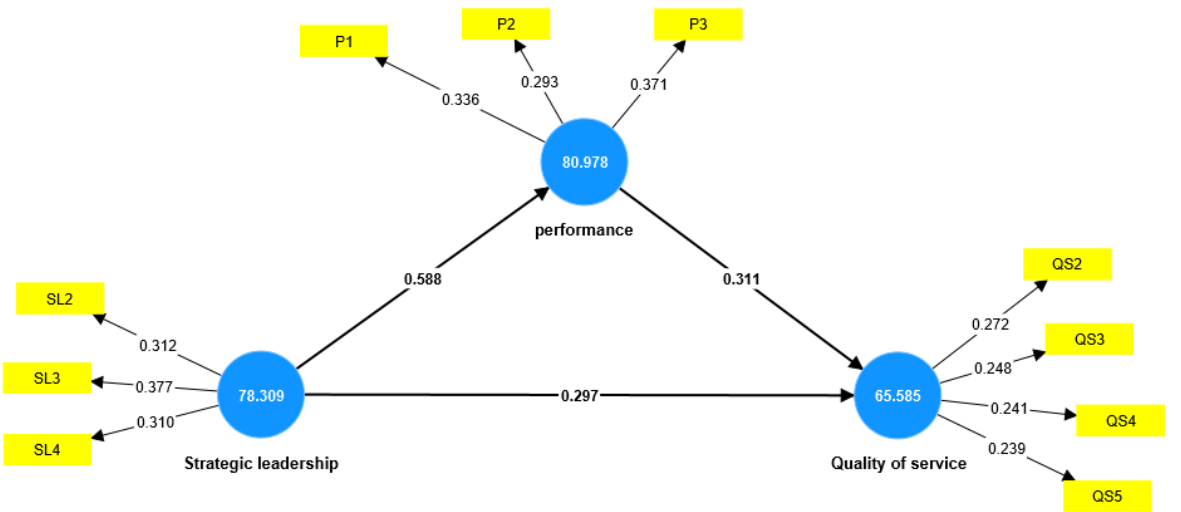 P1
P2
P3
0.336
0.293
0.371
80.978
performance
0.588
0.311
SL2
SL3
SL4
0.312
0.377
0.310
78.309
Strategic leadership
0.297
65.585
Quality of service
QS2
QS3
QS4
QS5
0.272
0.248
0.241
0.239